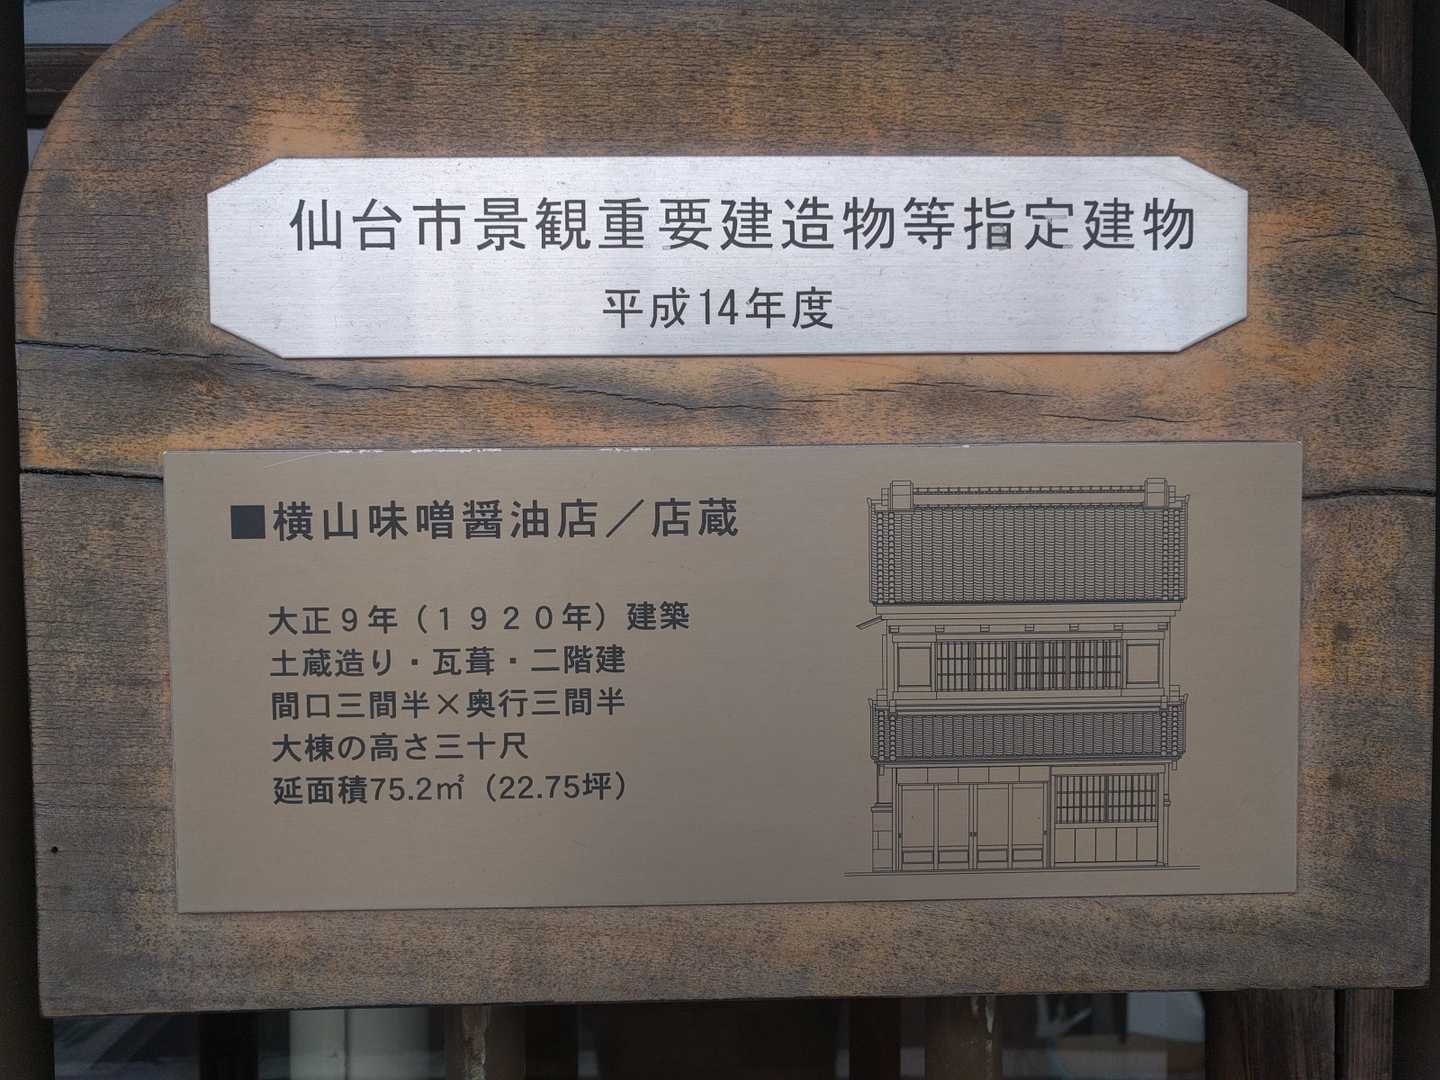 仙台市景観重要建造物等指定建物
平成14年度
■横山味噌醤油店／店蔵
大正９年（１９２０年）建築
土蔵造り・瓦葺・二階建
間口三間半×奥行三間半
大棟の高さ三十尺
延面積75.2㎡（22.75坪）